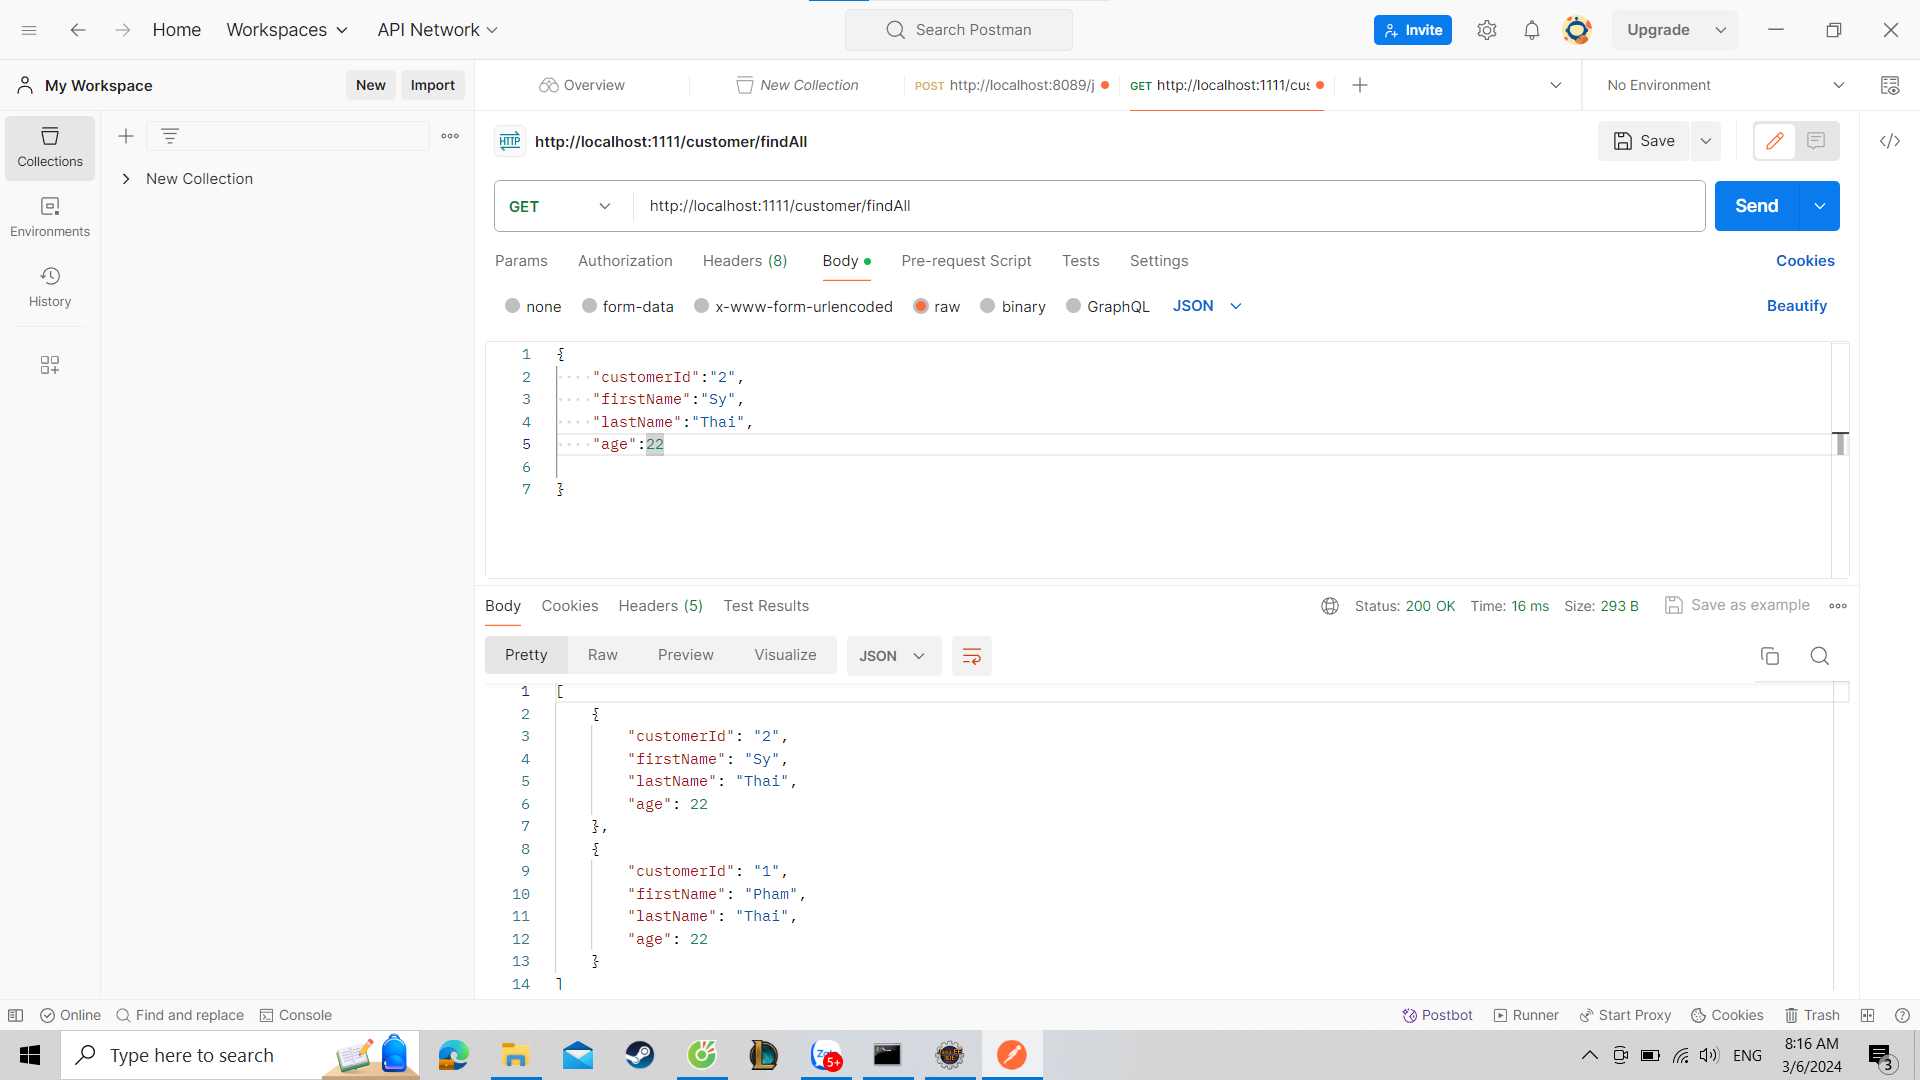 Home
Workspaces
API Network
Search Postman
Invite
Upgrade
My Workspace
New
Import
Overview
New Collection
POST http://localhost:8089/j
GET http://localhost:1111/cus
No Environment
Collections
New Collection
Environments
History
HTTP
http://localhost:1111/customer/findAll
Save
GET
http://localhost:1111/customer/findAll
Send
Params
Authorization
Headers (8)
Body
Pre-request Script
Tests
Settings
Cookies
none
form-data
x-www-form-urlencoded
raw
binary
GraphQL
JSON
Beautify
1 {
2 "customerId":"2",
3 "firstName":"Sy",
4 "lastName":"Thai",
5 "age":22
6
7 }
Body
Cookies
Headers (5)
Test Results
Status: 200 OK
Time: 16 ms
Size: 293 B
Save as example
Pretty
Raw
Preview
Visualize
JSON
1 [
2 {
3 "customerId": "2",
4 "firstName": "Sy",
5 "lastName": "Thai",
6 "age": 22
7 },
8 {
9 "customerId": "1",
10 "firstName": "Pham",
11 "lastName": "Thai",
12 "age": 22
13 }
14 ]
Online
Find and replace
Console
Postbot
Runner
Start Proxy
Cookies
Trash
Type here to search
5+
ENG
8:16 AM
3/6/2024
3